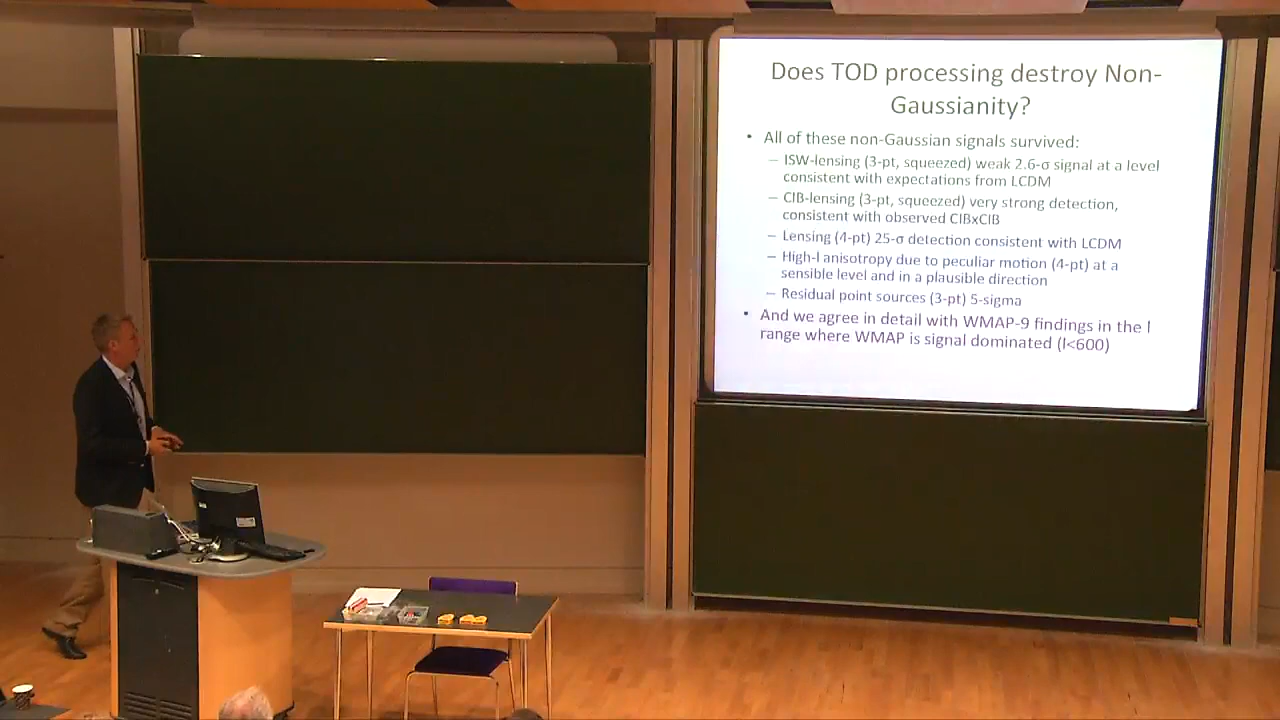 Does TOD processing destroy Non-
Gaussianity?
• All of these non-Gaussian signals survived:
– ISW-lensing (3-pt, squeezed) weak 2.6-σ signal at a level
consistent with expectations from LCDM
– CIB-lensing (3-pt, squeezed) very strong detection,
consistent with observed CIBxCIB
– Lensing (4-pt) 25-σ detection consistent with LCDM
– High-l anisotropy due to peculiar motion (4-pt) at a
sensible level and in a plausible direction
– Residual point sources (3-pt) 5-sigma
• And we agree in detail with WMAP-9 findings in the l
range where WMAP is signal dominated (l<600)